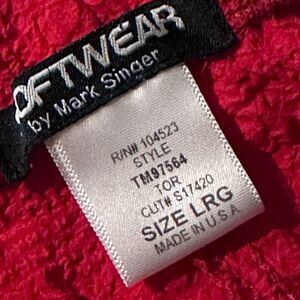 OFTWEAR
by Mark Singer
R/N# 104523
STYLE
TM97564
TOR
CUT# S17420
SIZE LRG
MADE IN U.S.A